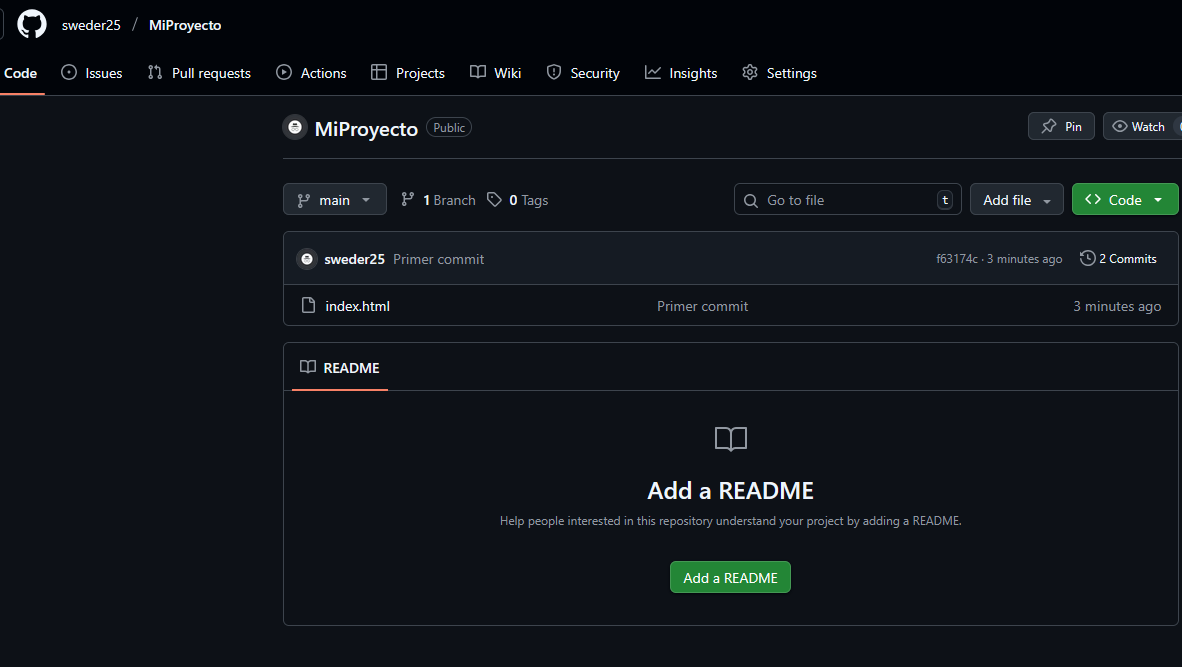 sweder25 / MiProyecto
Code Issues Pull requests Actions Projects Wiki Security Insights Settings
MiProyecto Public Pin Watch
main 1 Branch 0 Tags Go to file t Add file Code
sweder25 Primer commit f63174c · 3 minutes ago 2 Commits
index.html Primer commit 3 minutes ago
README
Add a README
Help people interested in this repository understand your project by adding a README.
Add a README